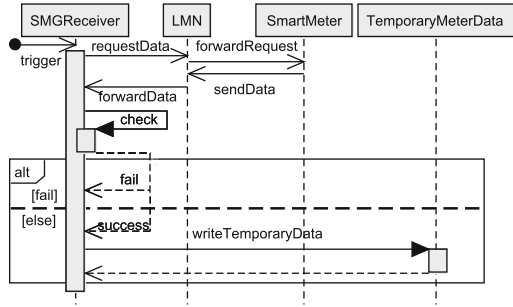 SMGReceiver LMN SmartMeter TemporaryMeterData
requestData forwardRequest
trigger
sendData
forwardData
check
alt
fail
[fail]
[else]
success
writeTemporaryData